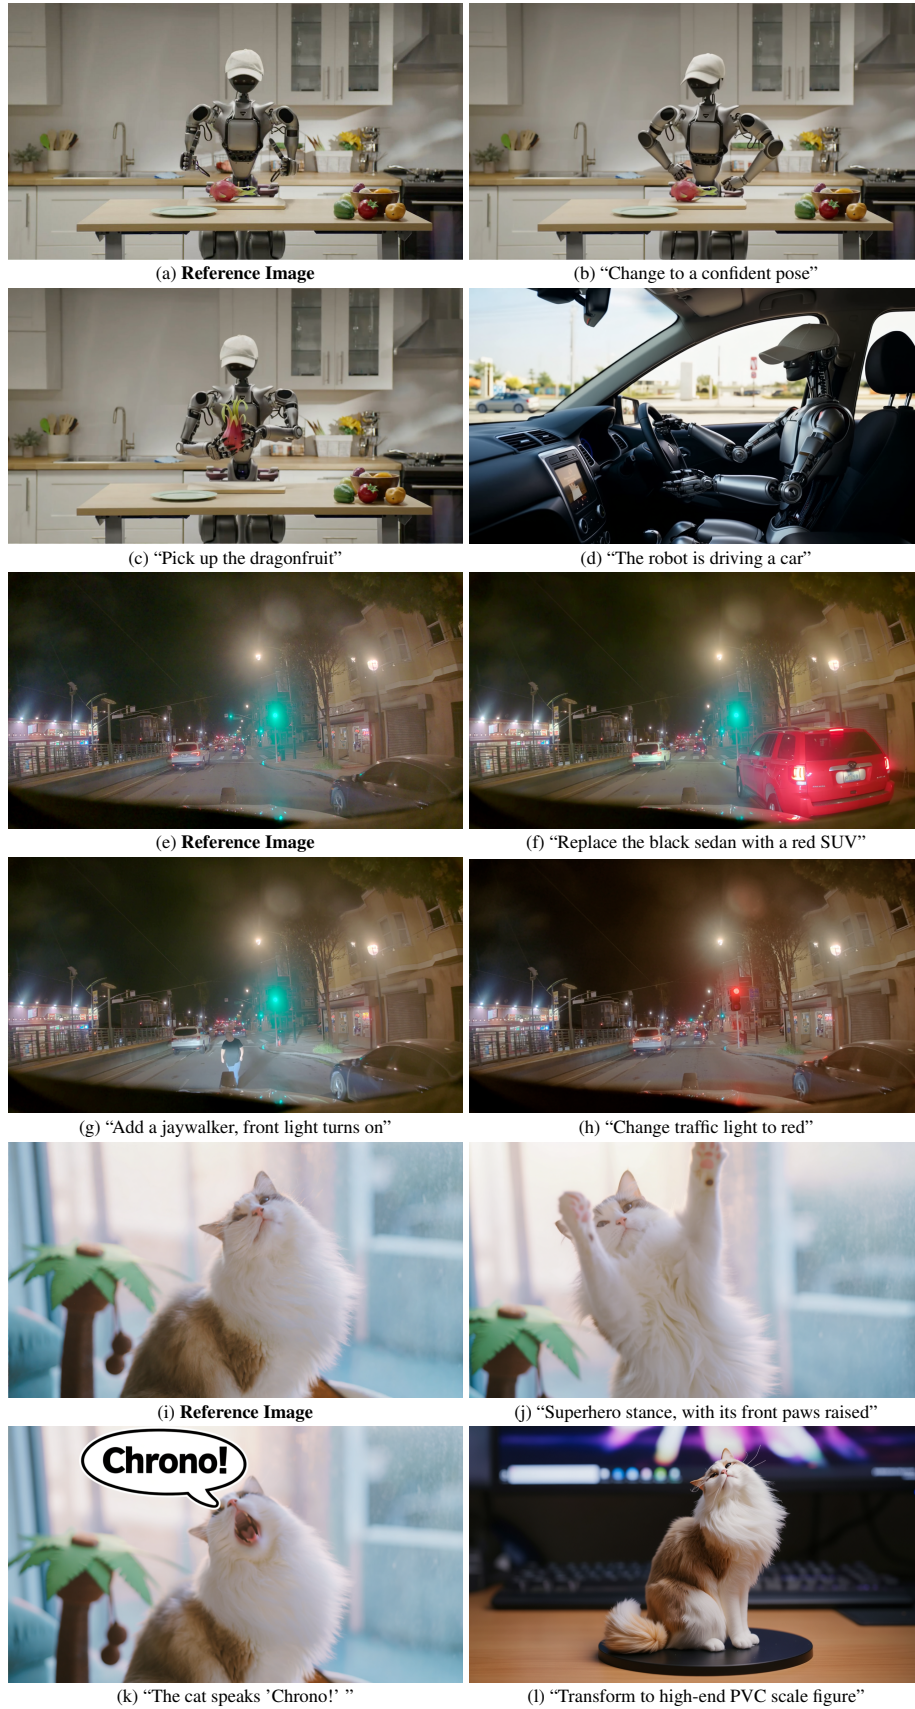 (a) Reference Image
(b) “Change to a confident pose”
(c) “Pick up the dragonfruit”
(d) “The robot is driving a car”
(e) Reference Image
(f) “Replace the black sedan with a red SUV”
(g) “Add a jaywalker, front light turns on”
(h) “Change traffic light to red”
(i) Reference Image
(j) “Superhero stance, with its front paws raised”
Chrono!
(k) “The cat speaks ’Chrono!’ ”
(l) “Transform to high-end PVC scale figure”